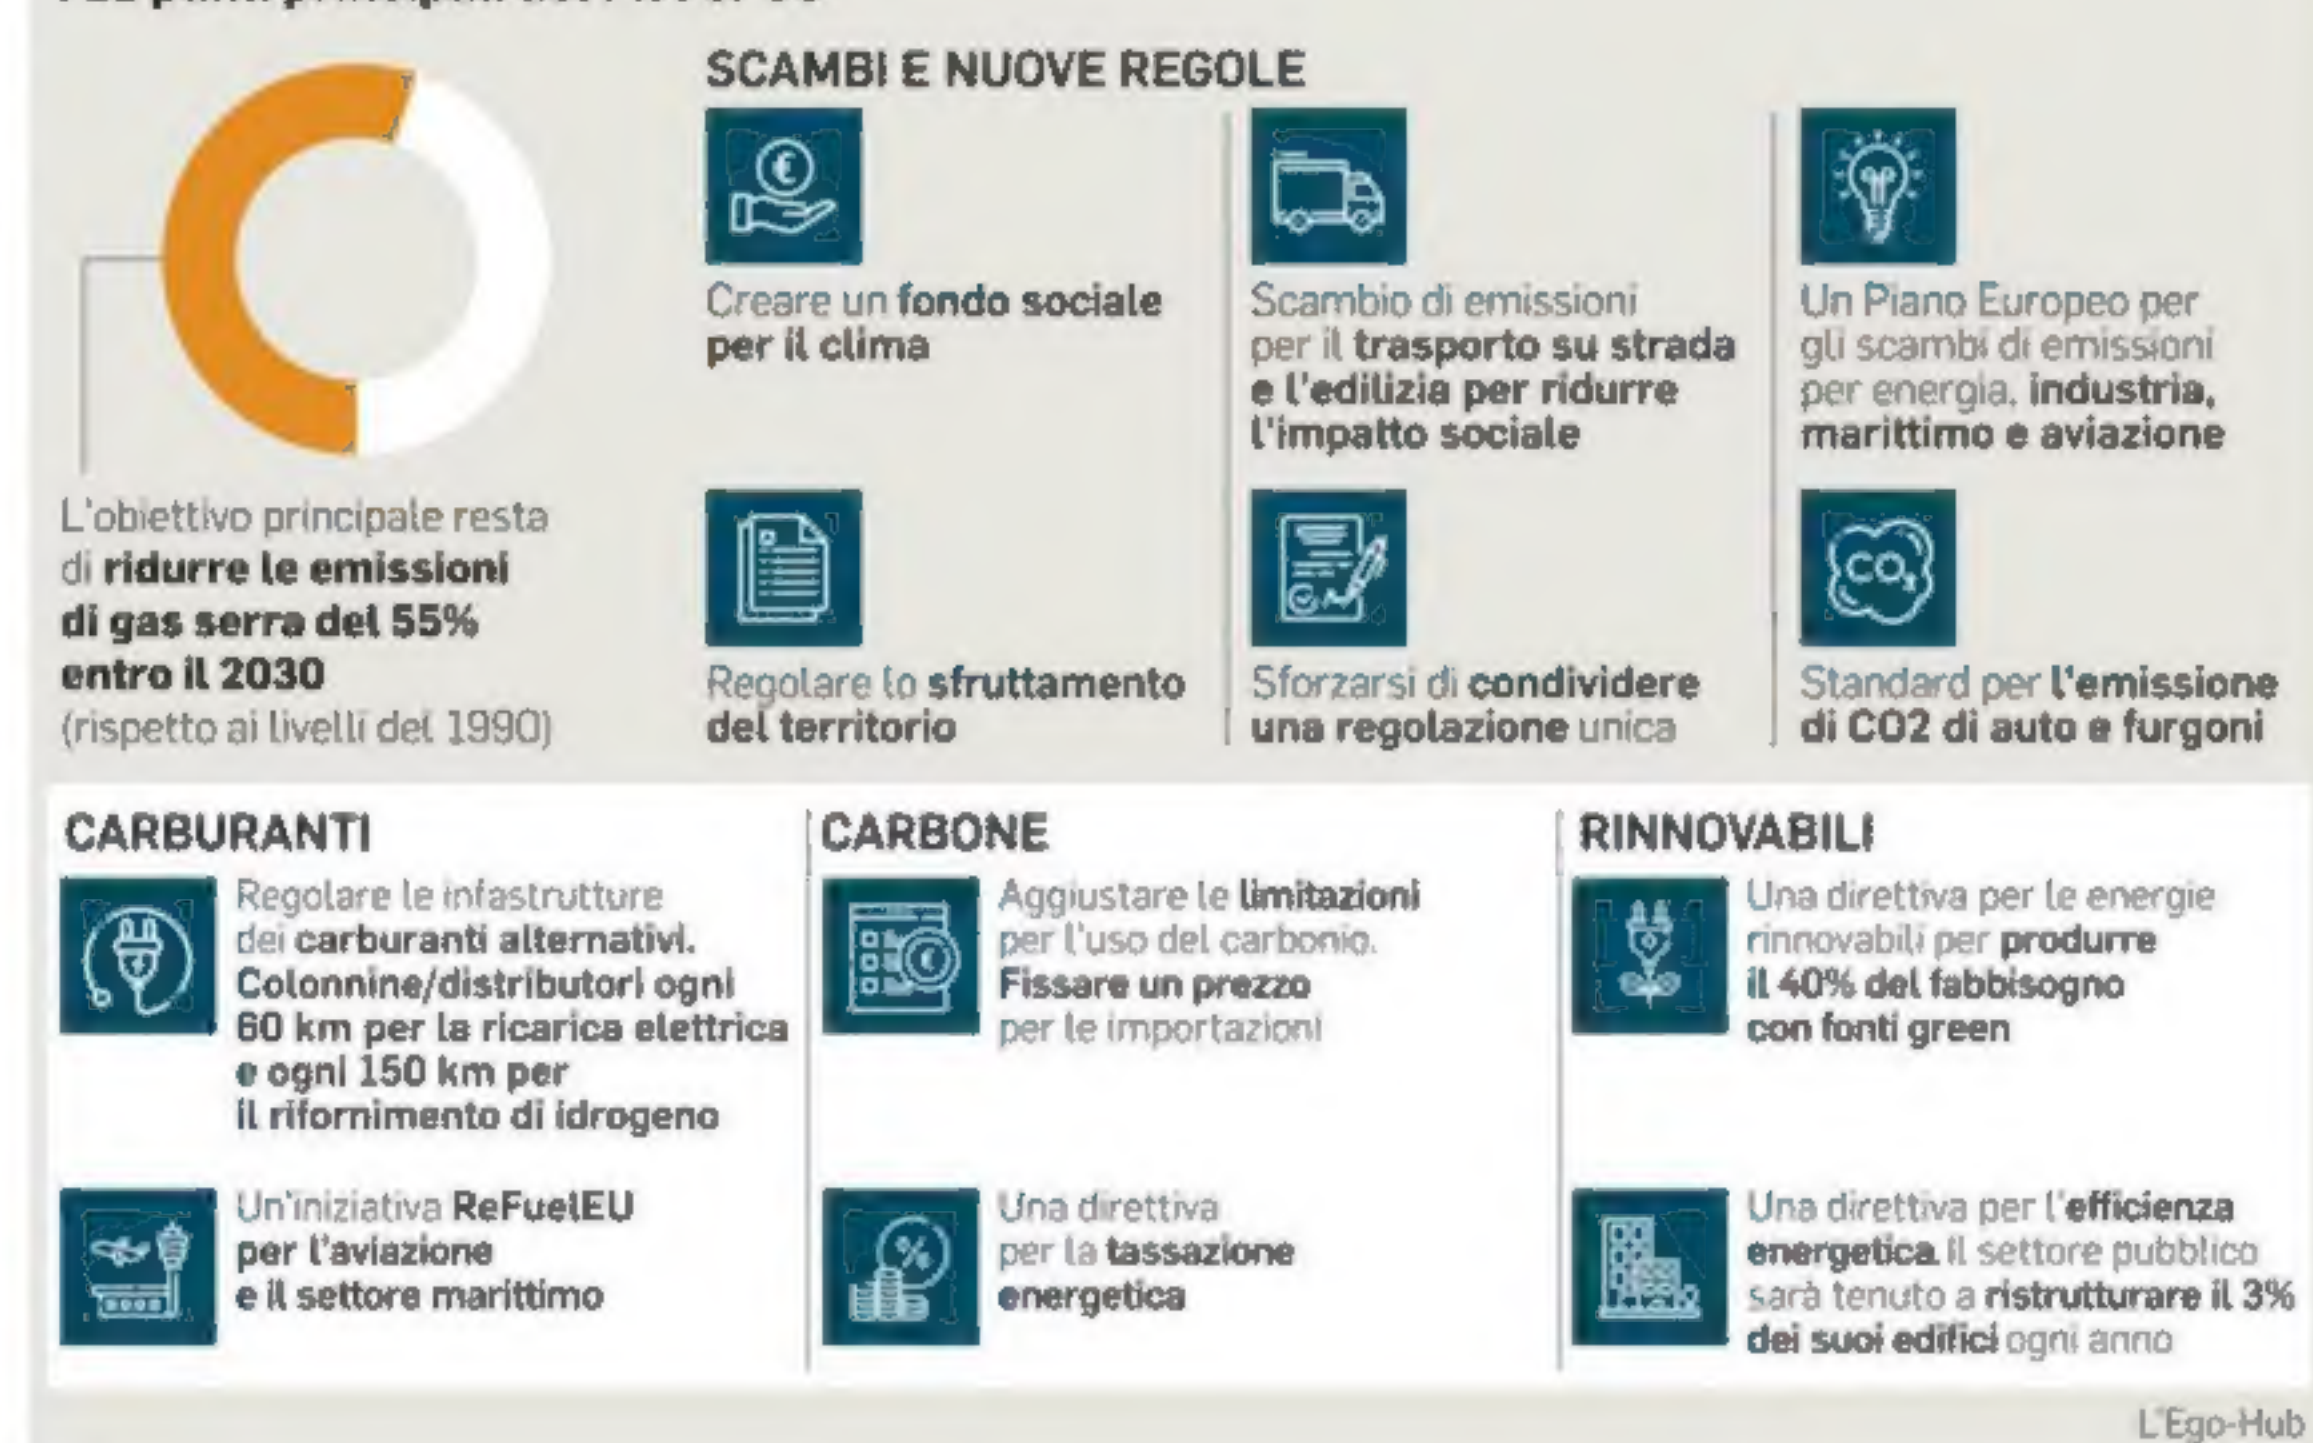 SCAMBI E NUOVE REGOLE
L'obiettivo principale resta
di ridurre le emissioni
di gas serra del 55%
entro il 2030
(rispetto ai livelli del 1990)
€
Creare un fondo sociale
per il clima
Scambio di emissioni
per il trasporto su strada
e l'edilizia per ridurre
l'impatto sociale
Un Piano Europeo per
gli scambi di emissioni
per energia, industria,
marittimo e aviazione
Regolare lo sfruttamento
del territorio
Sforzarsi di condividere
una regolazione unica
CO₂
Standard per l'emissione
di CO2 di auto e furgoni
CARBURANTI
Regolare le infastrutture
dei carburanti alternativi.
Colonnine/distributori ogni
60 km per la ricarica elettrica
e ogni 150 km per
il rifornimento di idrogeno
Un'iniziativa ReFuelEU
per l'aviazione
e il settore marittimo
CARBONE
€
Aggiustare le limitazioni
per l'uso del carbonio.
Fissare un prezzo
per le importazioni
%
Una direttiva
per la tassazione
energetica
RINNOVABILI
Una direttiva per le energie
rinnovabili per produrre
il 40% del fabbisogno
con fonti green
Una direttiva per l'efficienza
energetica. Il settore pubblico
sarà tenuto a ristrutturare il 3%
dei suoi edifici ogni anno
L'Ego-Hub